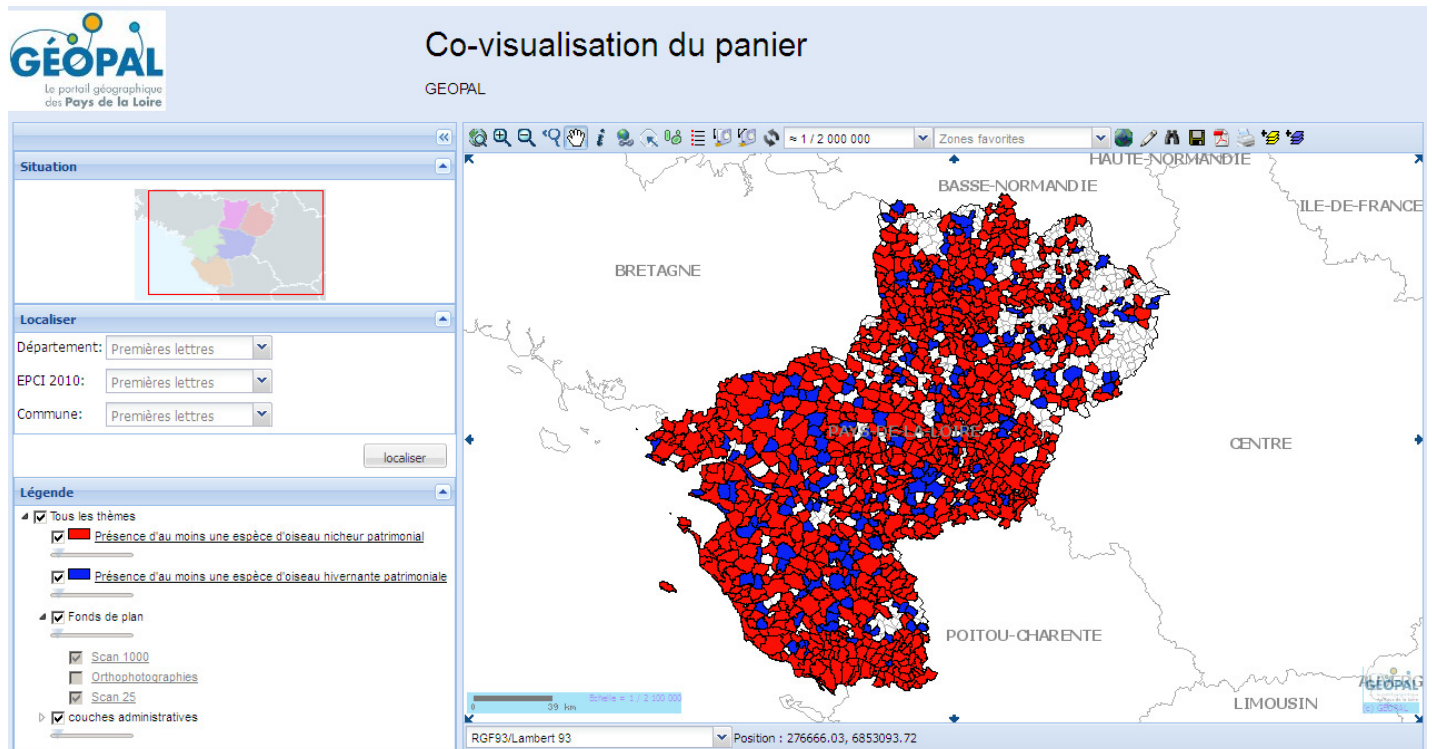 GÉOPAL
Le portail géographique
des Pays de la Loire
Co-visualisation du panier
GEOPAL
Situation
Localiser
Département: Premières lettres
EPCI 2010: Premières lettres
Commune: Premières lettres
localiser
Légende
Tous les thèmes
Présence d'au moins une espèce d'oiseau nicheur patrimonial
Présence d'au moins une espèce d'oiseau hivernante patrimoniale
Fonds de plan
Scan 1000
Orthophotographies
Scan 25
couches administratives
≈ 1 / 2 000 000
Zones favorites
HAUTE-NORMANDIE
BASSE-NORMANDIE
ILE-DE-FRANCE
BRETAGNE
PAYS-DE-LA-LOIRE
CENTRE
POITOU-CHARENTE
LIMOUSIN
GÉOPAL
(c) GEOPAL
Echelle = 1 / 2 100 000
0 39 km
RGF93/Lambert 93
Position : 276666.03, 6853093.72